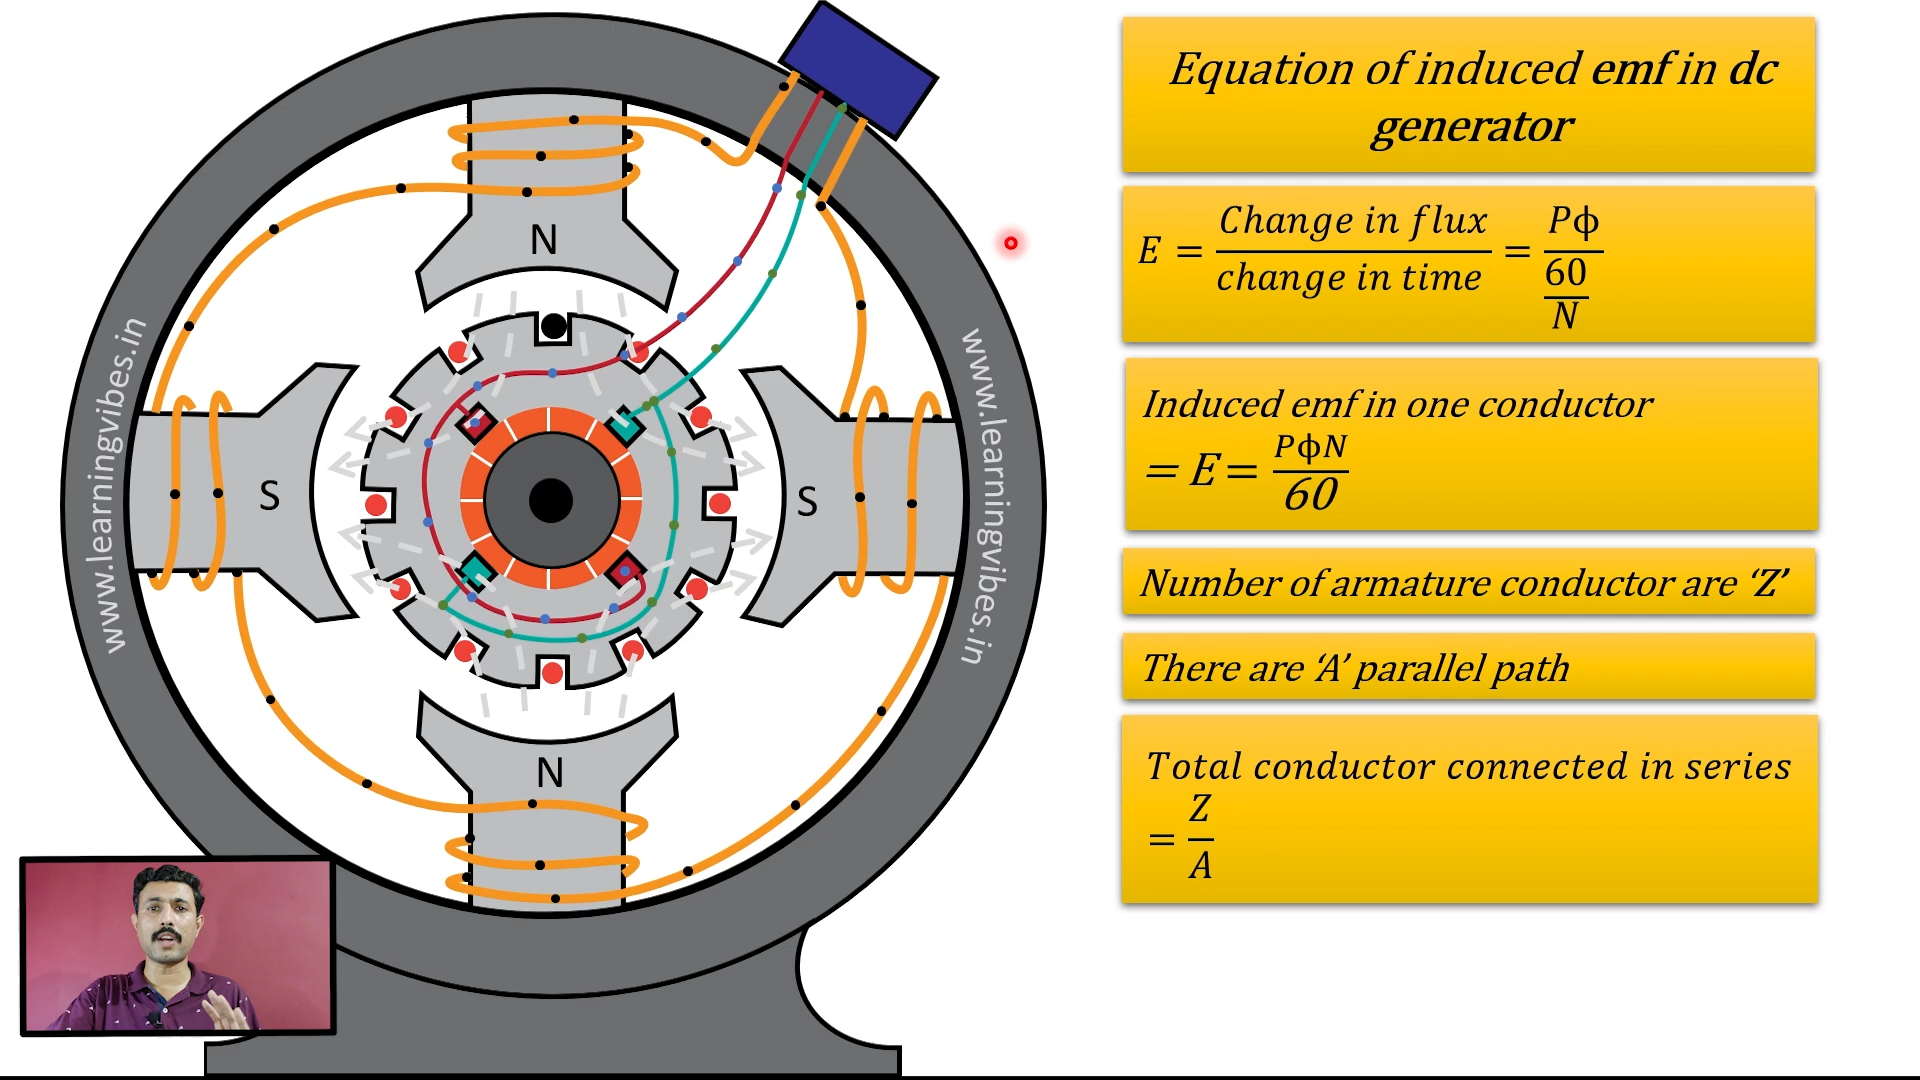 Equation of induced emf in dc
generator
E = Change in flux / change in time = Pϕ / (60 / N)
Induced emf in one conductor
= E = PϕN / 60
Number of armature conductor are ‘Z’
There are ‘A’ parallel path
Total conductor connected in series
= Z / A
N
S
S
N
www.learningvibes.in
www.learningvibes.in